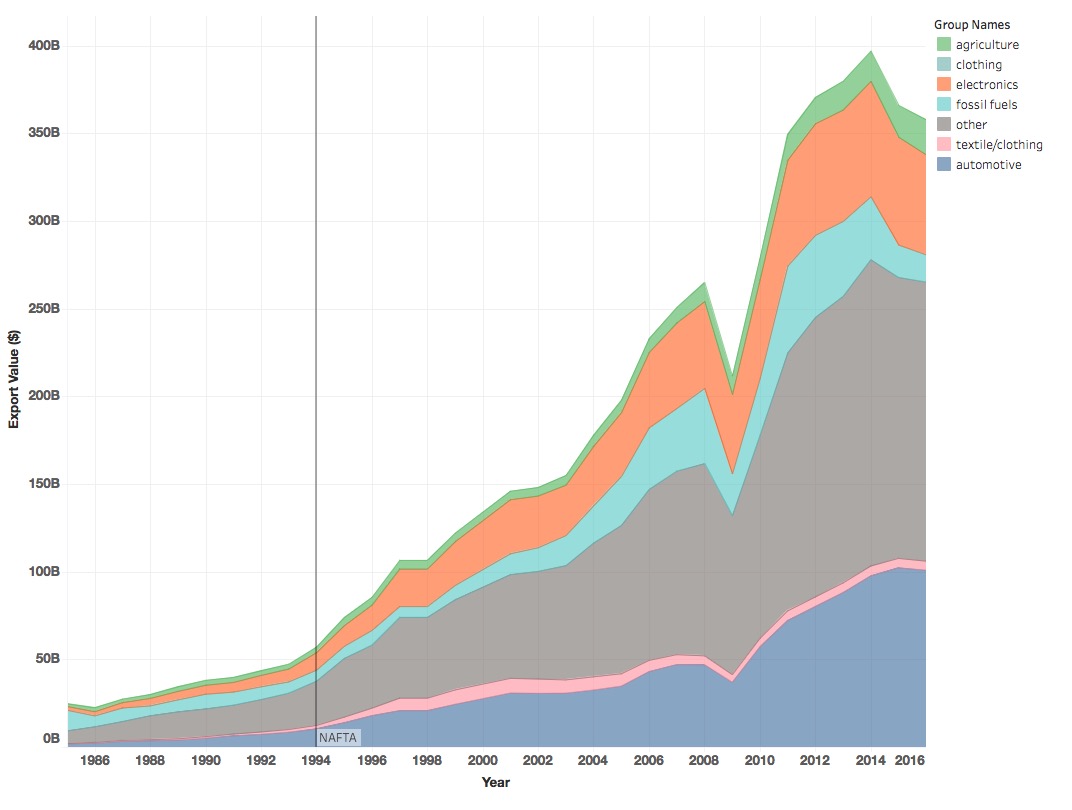 Group Names
agriculture
clothing
electronics
fossil fuels
other
textile/clothing
automotive
400B
350B
300B
250B
200B
150B
100B
50B
0B
Export Value ($)
NAFTA
1986 1988 1990 1992 1994 1996 1998 2000 2002 2004 2006 2008 2010 2012 2014 2016
Year